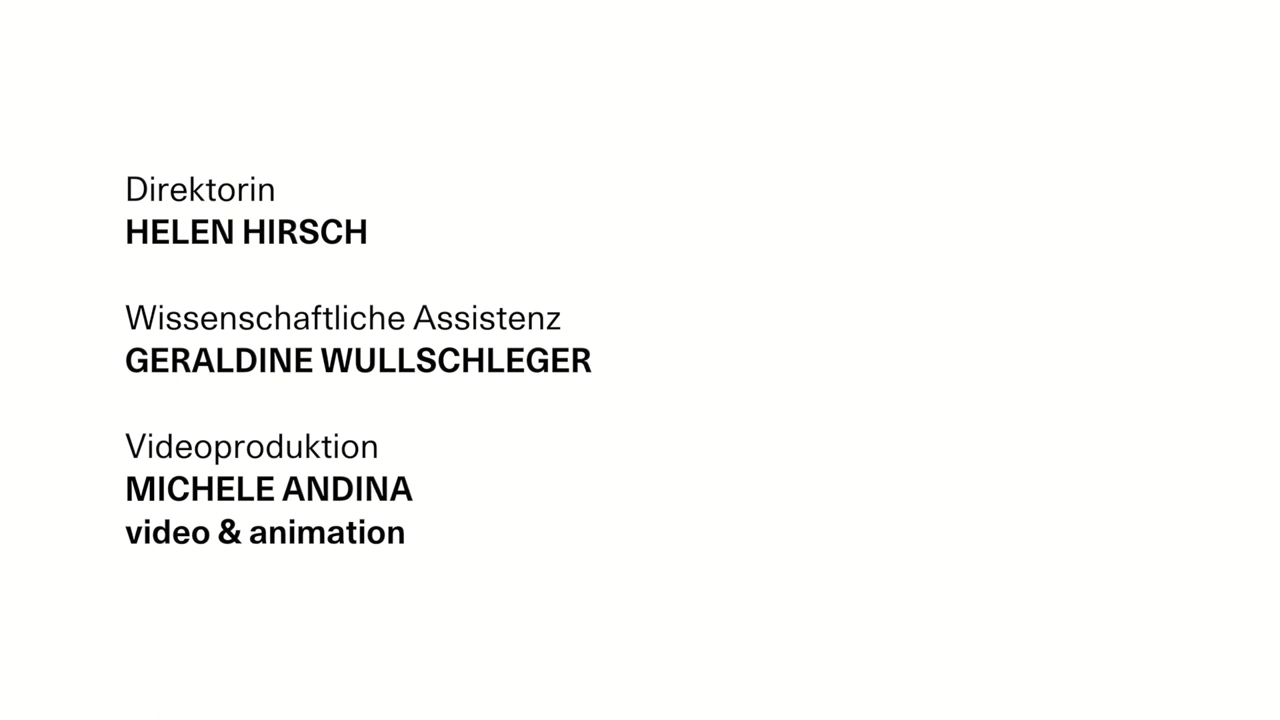 Direktorin
HELEN HIRSCH
Wissenschaftliche Assistenz
GERALDINE WULLSCHLEGER
Videoproduktion
MICHELE ANDINA
video & animation